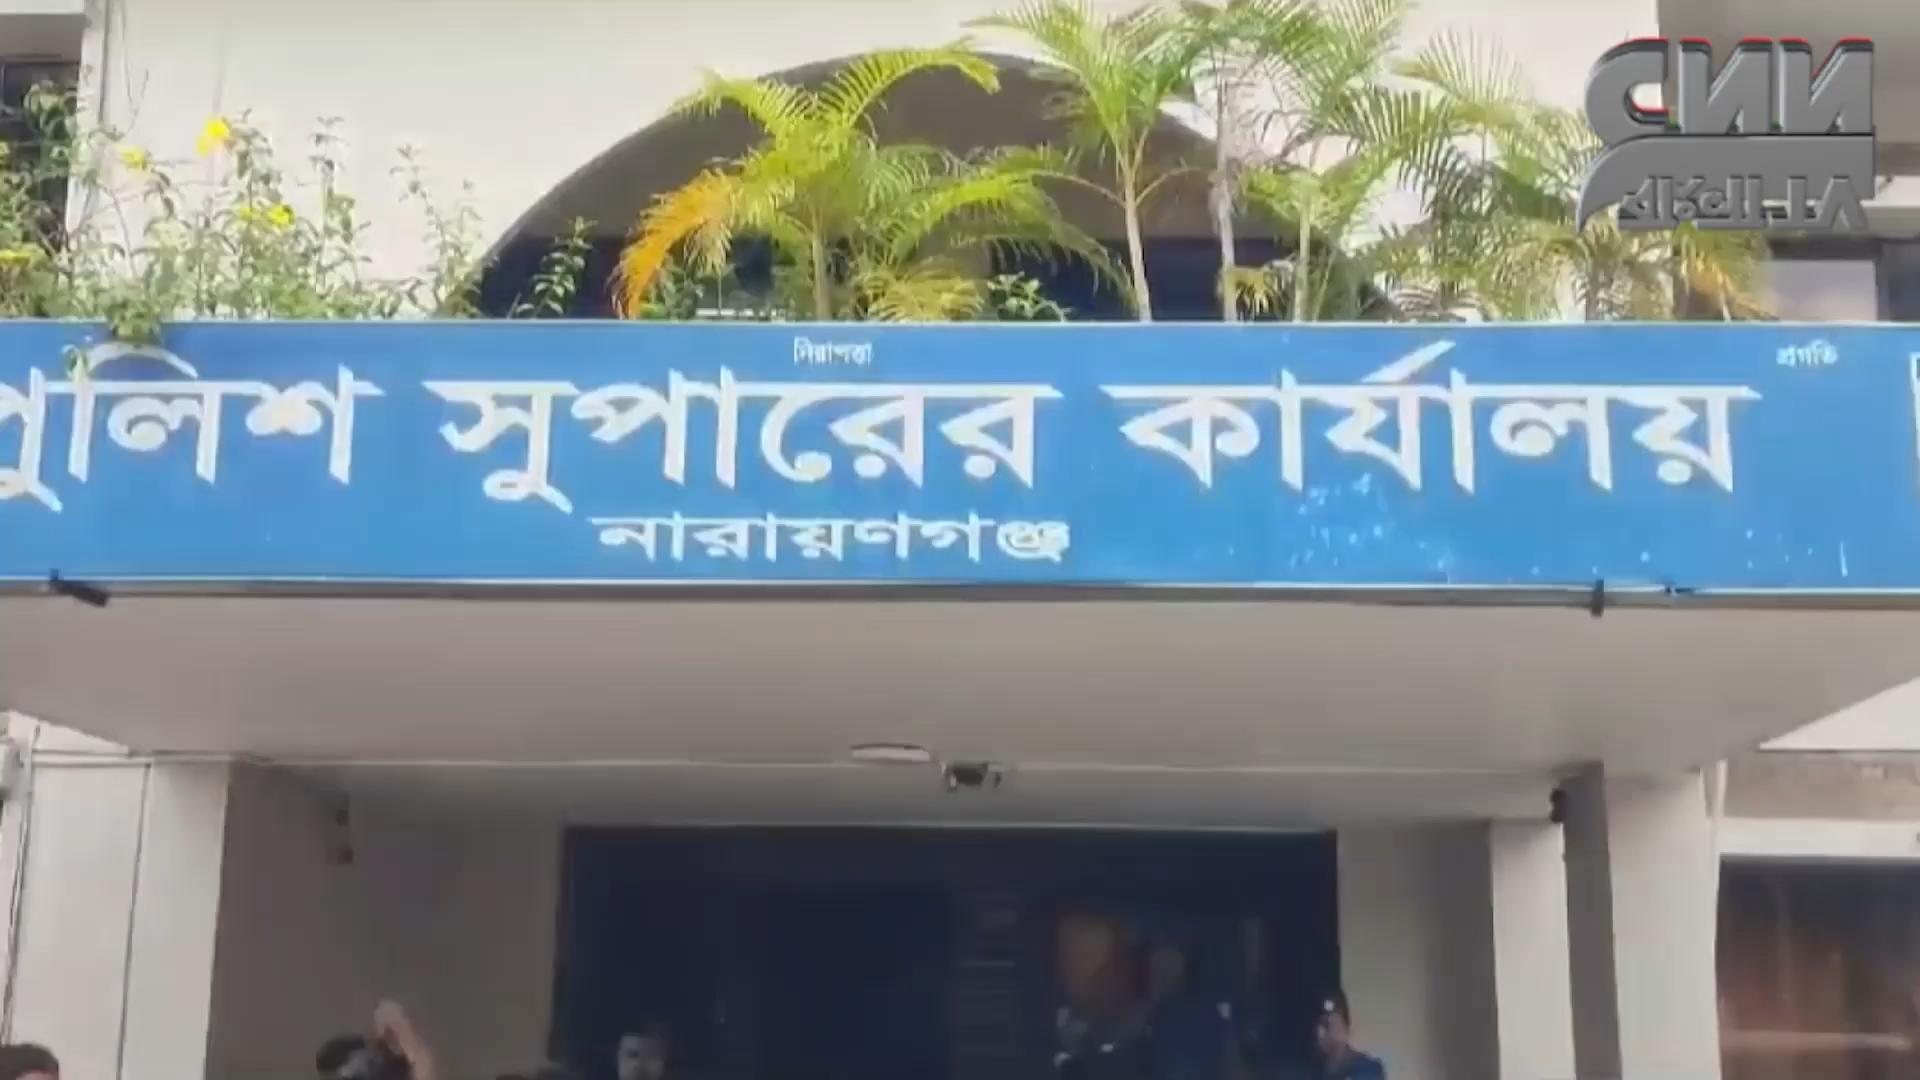 নিরাপত্তা প্রগতি
পুলিশ সুপারের কার্যালয়
নারায়ণগঞ্জ